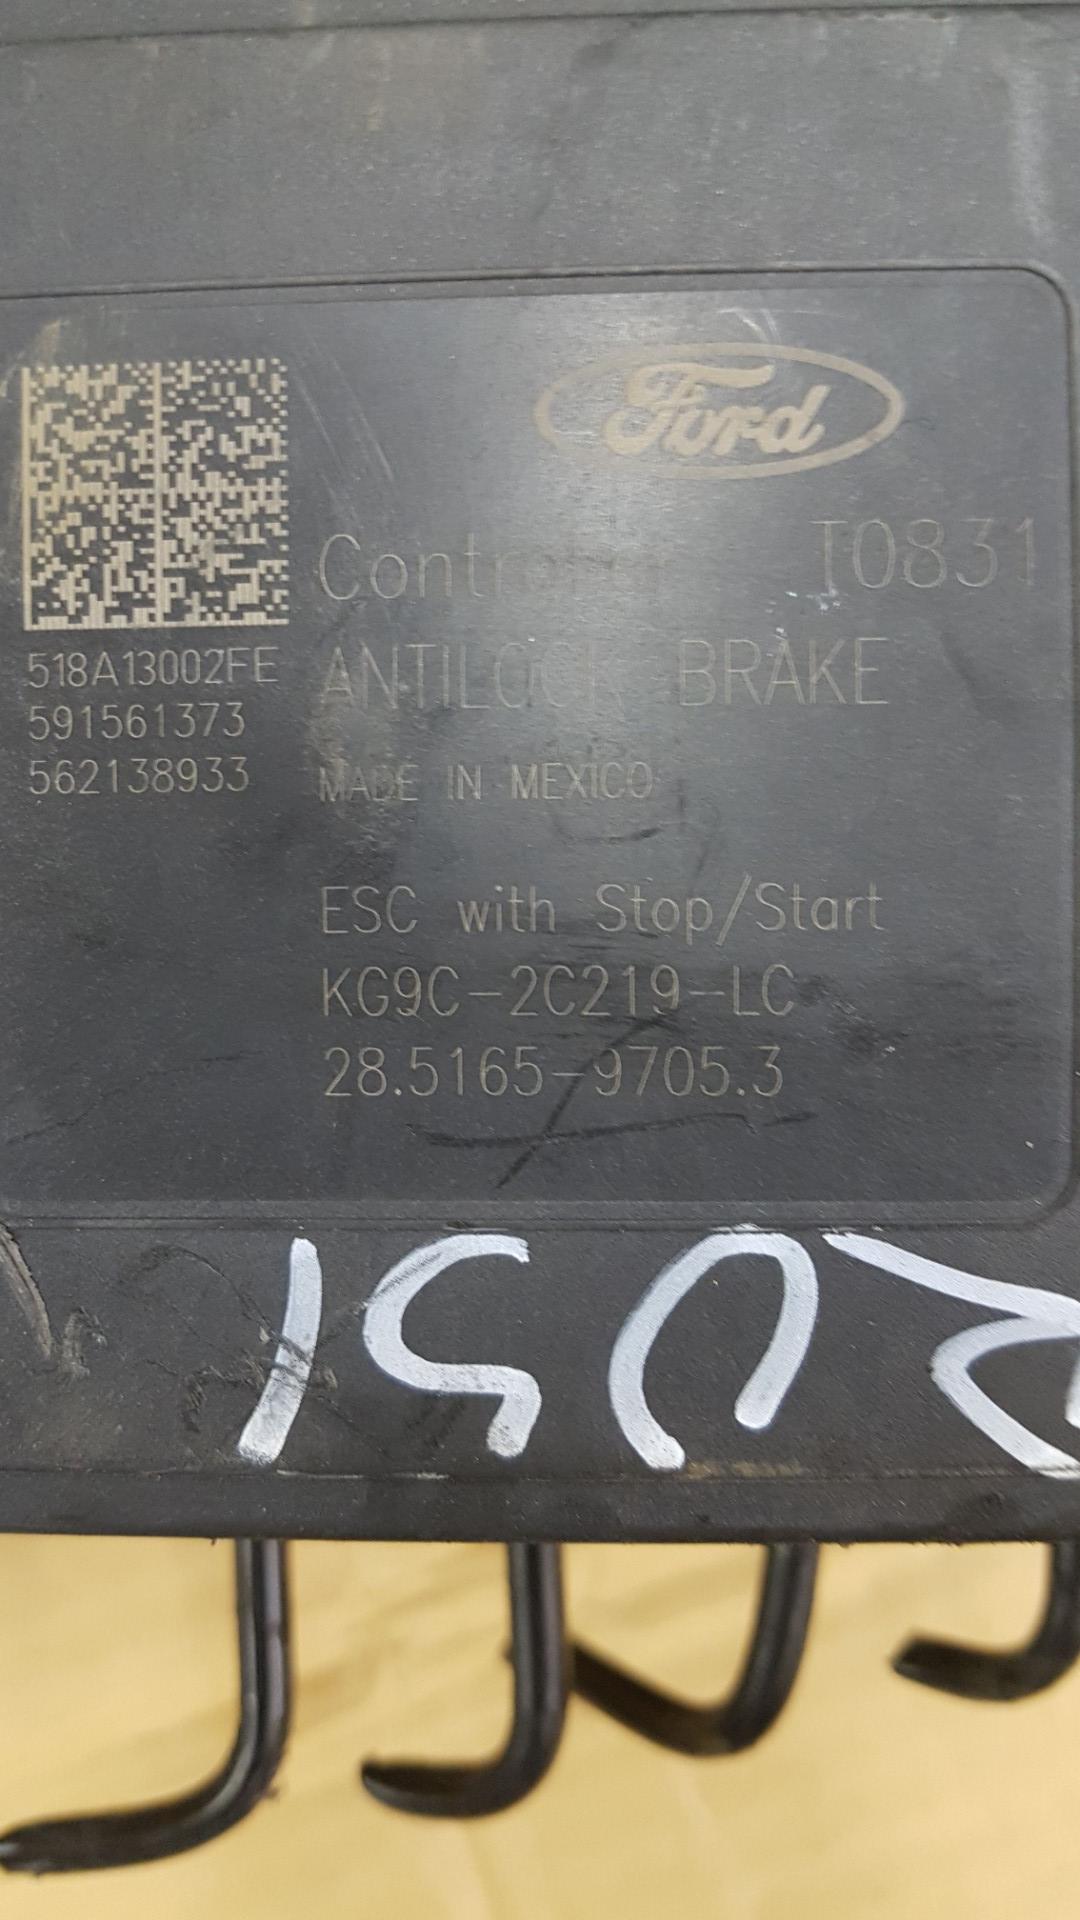 Ford
T0831
ANTILOCK BRAKE
MADE IN MEXICO
518A13002FE
591561373
562138933
ESC with Stop/Start
KG9C-2C219-LC
28.5165-9705.3